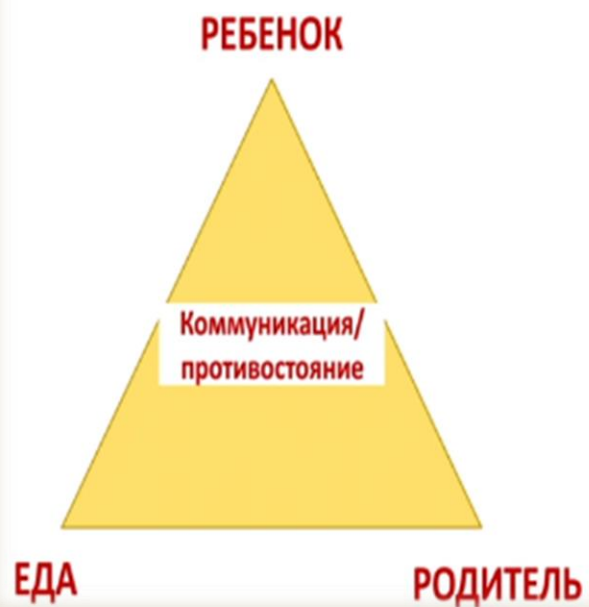 РЕБЕНОК
Коммуникация/
противостояние
ЕДА
РОДИТЕЛЬ